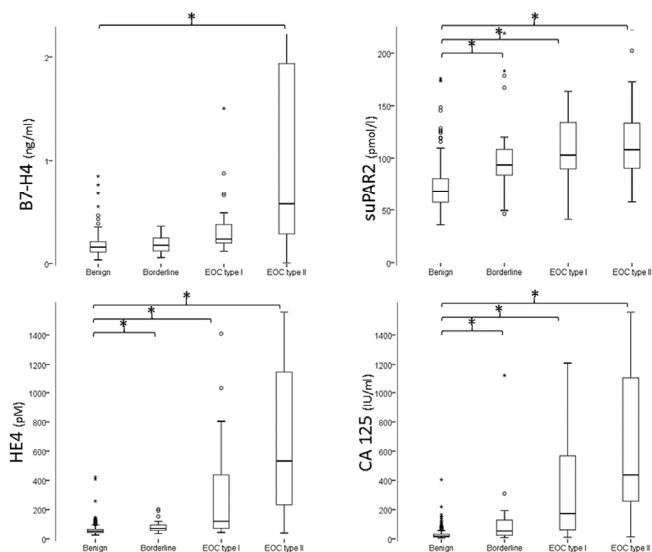 *
2
1
0
B7-H4 (ng/ml)
Benign Borderline EOC type I EOC type II
* * *
200
150
100
50
0
suPAR2 (pmol/l)
Benign Borderline EOC type I EOC type II
* * *
1400
1200
1000
800
600
400
200
0
HE4 (pM)
Benign Borderline EOC type I EOC type II
* * *
1400
1200
1000
800
600
400
200
0
CA 125 (IU/ml)
Benign Borderline EOC type I EOC type II